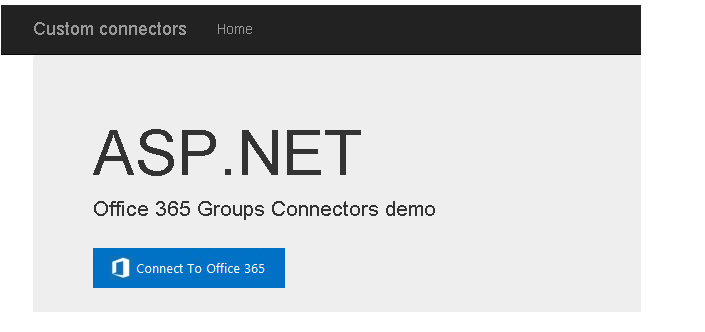 Custom connectors Home
ASP.NET
Office 365 Groups Connectors demo
Connect To Office 365